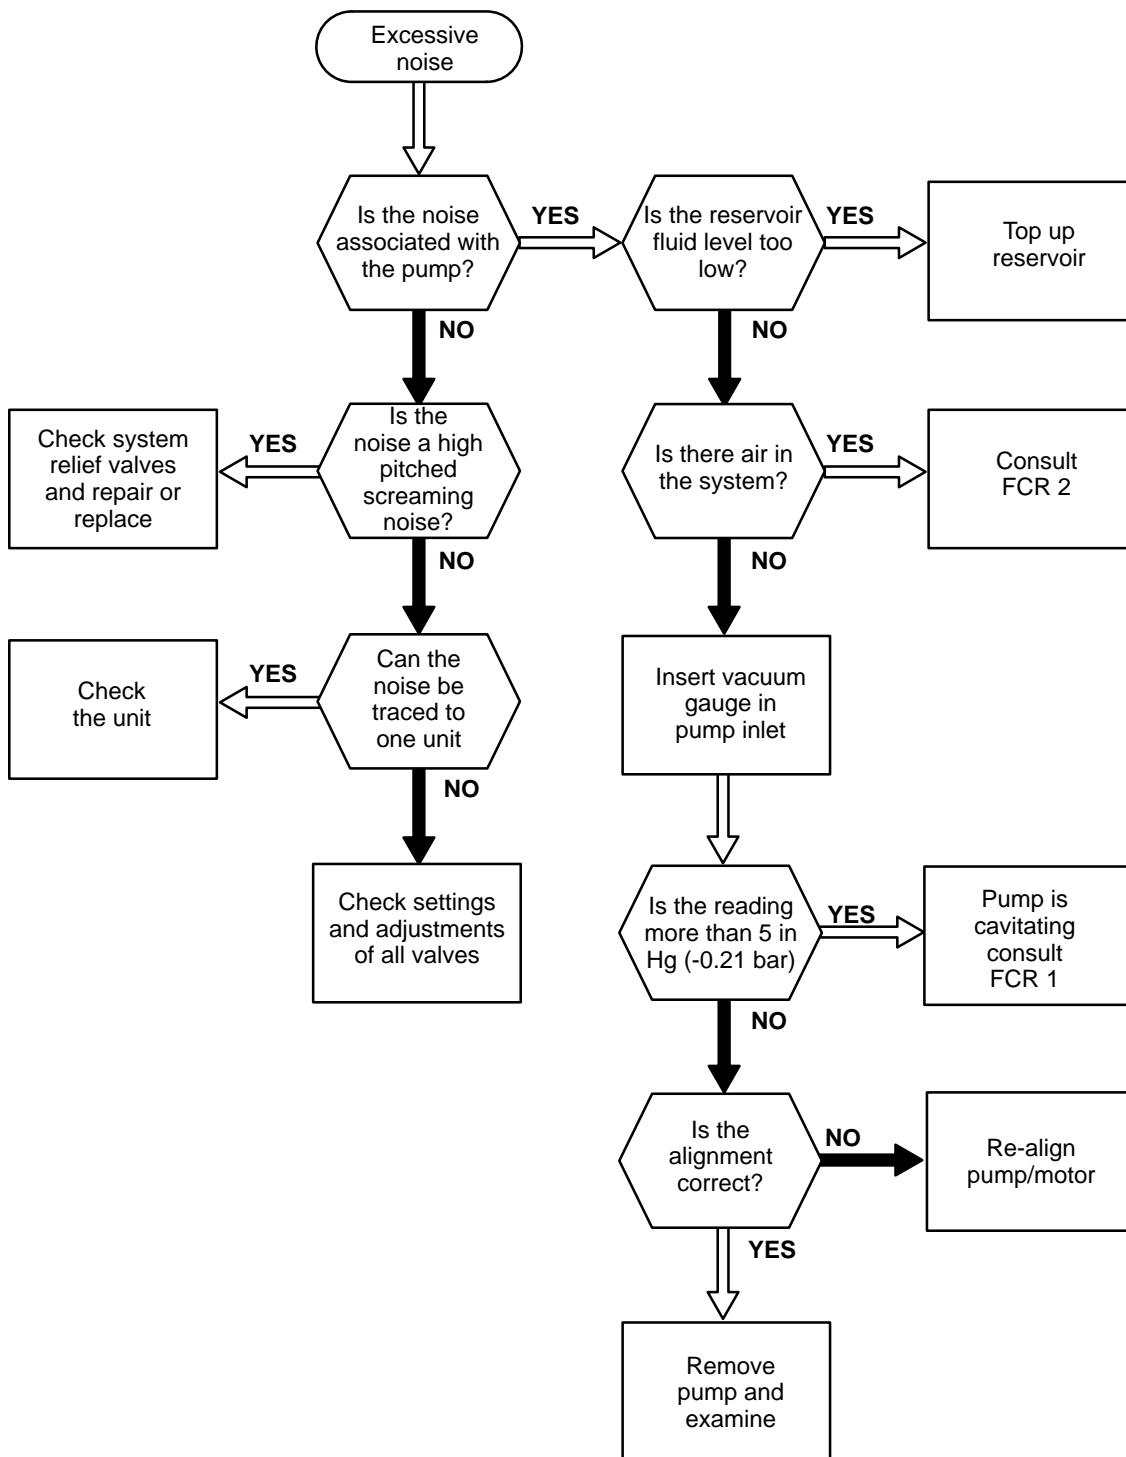 Excessive
noise
Is the noise
associated with
the pump?
YES
Is the reservoir
fluid level too
low?
YES
Top up
reservoir
NO
NO
Check system
relief valves
and repair or
replace
YES
Is the
noise a high
pitched
screaming
noise?
Is there air in
the system?
YES
Consult
FCR 2
NO
NO
Check
the unit
YES
Can the
noise be
traced to
one unit
Insert vacuum
gauge in
pump inlet
NO
Check settings
and adjustments
of all valves
Is the reading
more than 5 in
Hg (-0.21 bar)
YES
Pump is
cavitating
consult
FCR 1
NO
Is the
alignment
correct?
NO
Re-align
pump/motor
YES
Remove
pump and
examine